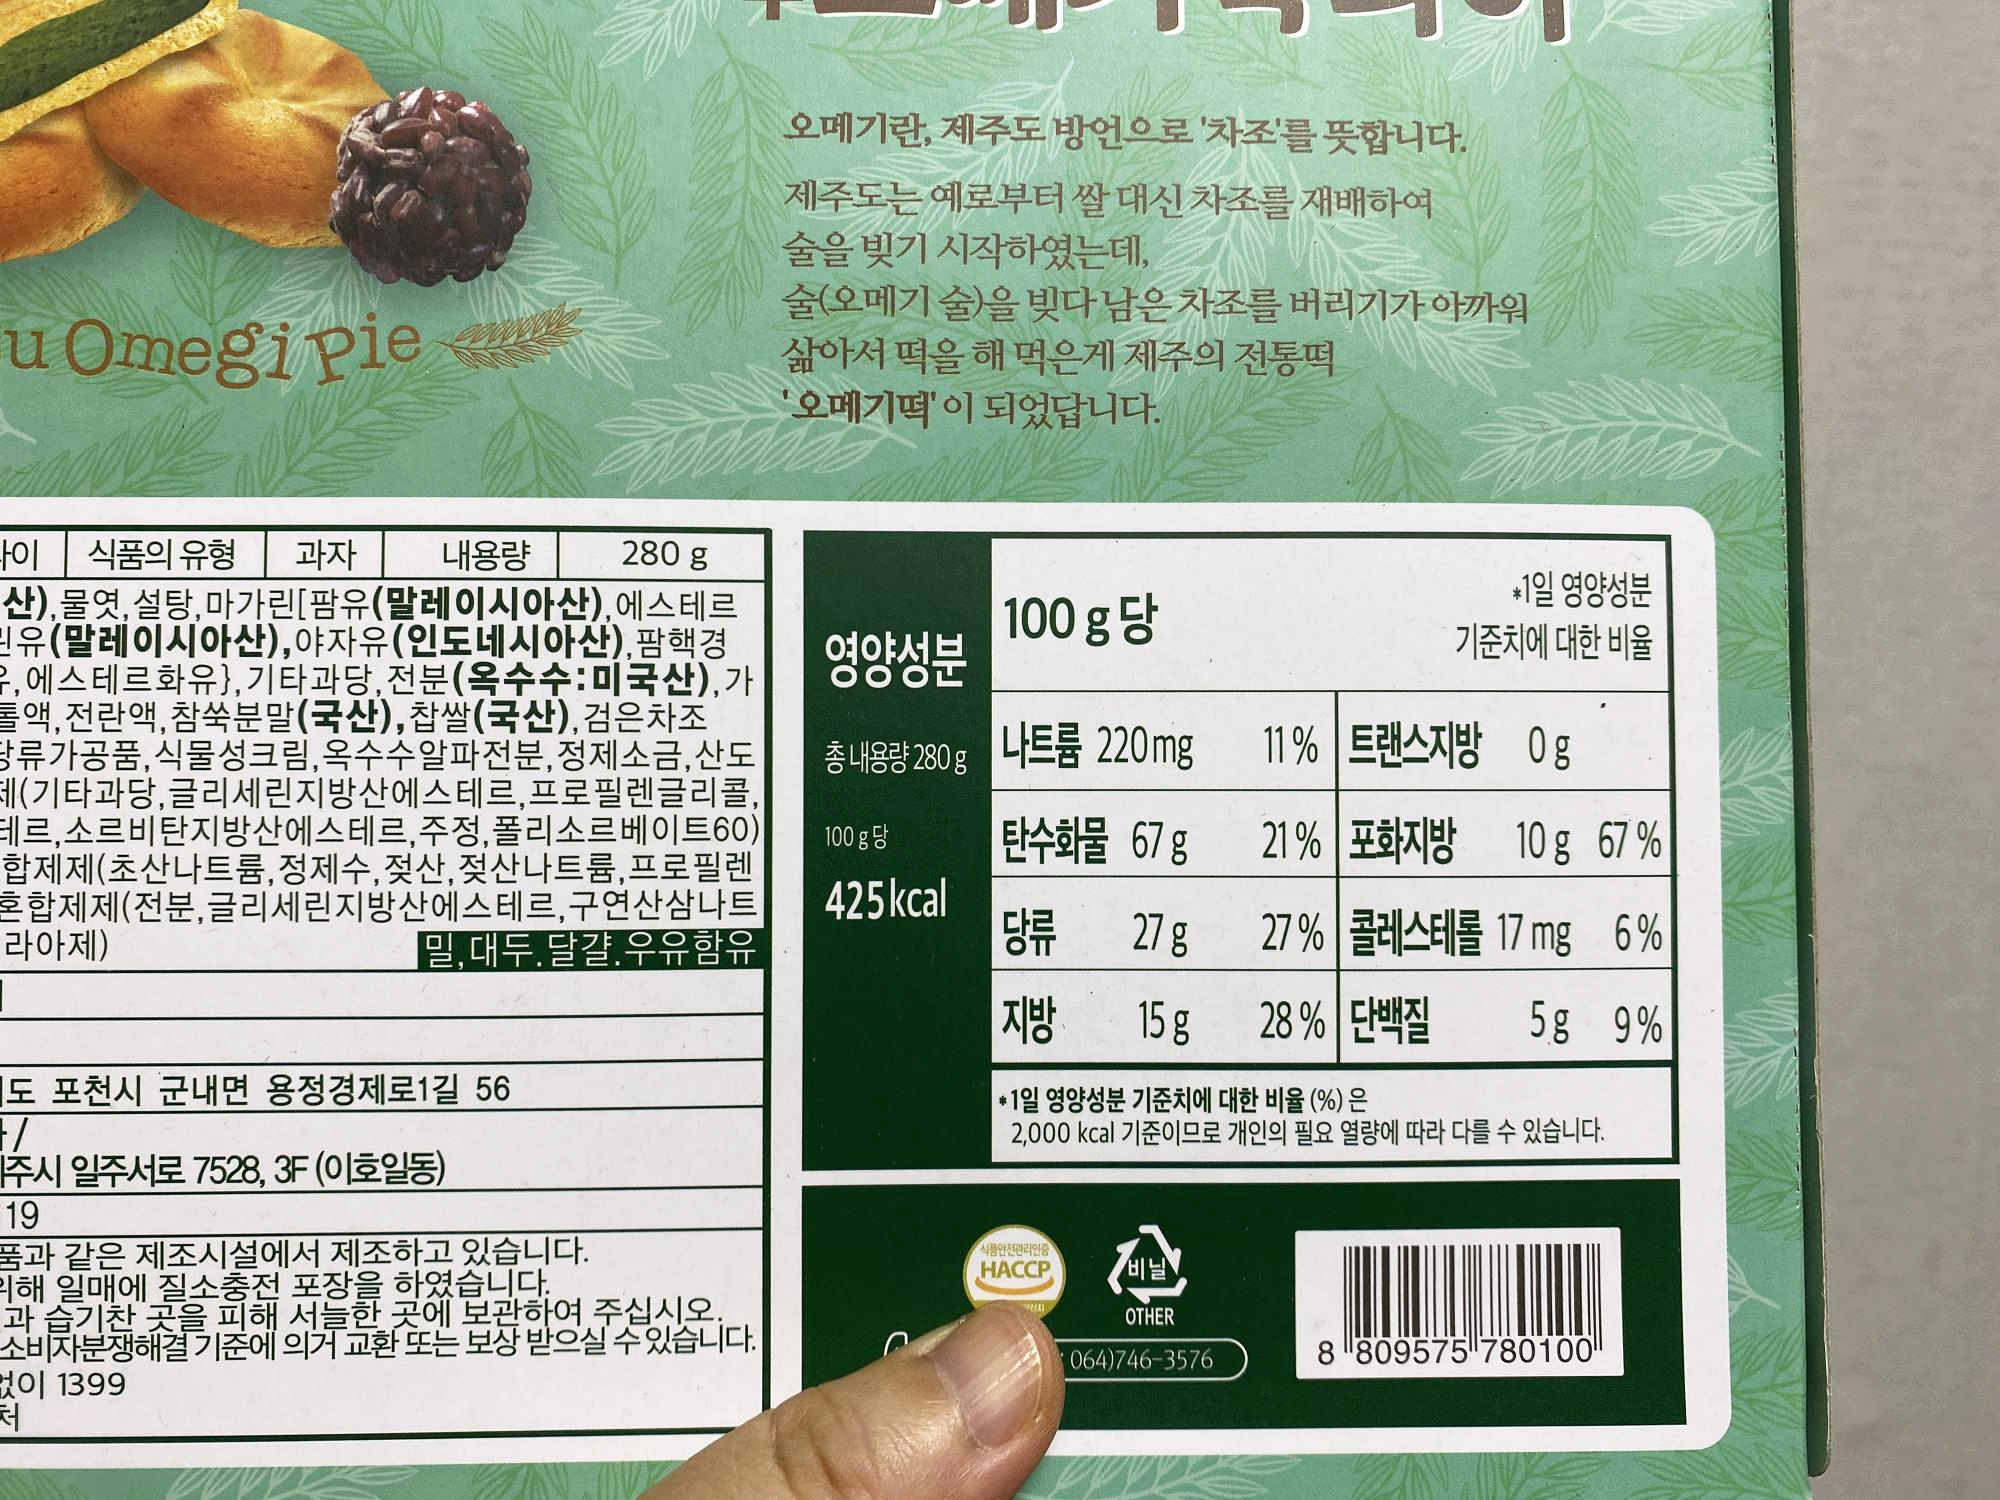 u Omegi Pie
오메기란, 제주도 방언으로 '차조'를 뜻합니다.
제주도는 예로부터 쌀 대신 차조를 재배하여
술을 빚기 시작하였는데,
술(오메기 술)을 빚다 남은 차조를 버리기가 아까워
삶아서 떡을 해 먹은게 제주의 전통떡
'오메기떡'이 되었답니다.
식품의 유형 과자 내용량 280 g
산),물엿,설탕,마가린[팜유(말레이시아산),에스테르
유(말레이시아산),야자유(인도네시아산),팜핵경
,에스테르화유},기타과당,전분(옥수수:미국산),가
톨액,전란액,참쑥분말(국산),찹쌀(국산),검은차조
당류가공품,식물성크림,옥수수알파전분,정제소금,산도
제(기타과당,글리세린지방산에스테르,프로필렌글리콜,
테르,소르비탄지방산에스테르,주정,폴리소르베이트60)
합제제(초산나트륨,정제수,젖산,젖산나트륨,프로필렌
혼합제제(전분,글리세린지방산에스테르,구연산삼나트
라아제)
밀,대두.달걀.우유함유
도 포천시 군내면 용정경제로1길 56
/
주시 일주서로 7528, 3F (이호일동)
19
품과 같은 제조시설에서 제조하고 있습니다.
위해 일매에 질소충전 포장을 하였습니다.
과 습기찬 곳을 피해 서늘한 곳에 보관하여 주십시오.
소비자분쟁해결 기준에 의거 교환 또는 보상 받으실 수 있습니다.
없이 1399
처
영양성분
총 내용량 280 g
100 g 당
425 kcal
100 g 당
*1일 영양성분
기준치에 대한 비율
나트륨 220 mg 11 % 트랜스지방 0 g
탄수화물 67 g 21 % 포화지방 10 g 67 %
당류 27 g 27 % 콜레스테롤 17 mg 6 %
지방 15 g 28 % 단백질 5 g 9 %
*1일 영양성분 기준치에 대한 비율 (%) 은
2,000 kcal 기준이므로 개인의 필요 열량에 따라 다를 수 있습니다.
식품안전관리인증
HACCP
비닐
OTHER
064)746-3576
8 809575 780100